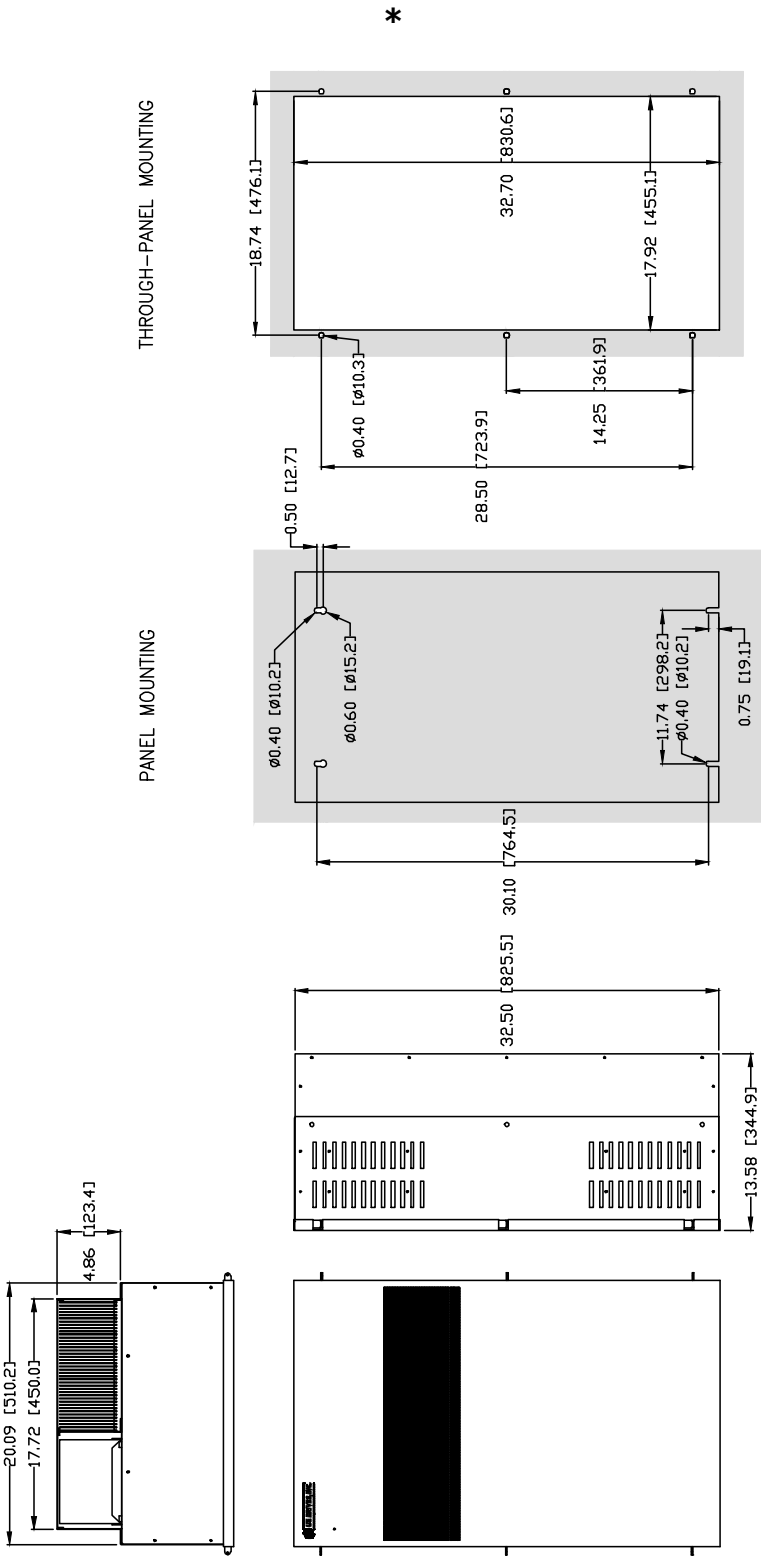 *
THROUGH-PANEL MOUNTING
18.74 [476.1]
32.70 [830.6]
17.92 [455.1]
Ø0.40 [Ø10.3]
14.25 [361.9]
28.50 [723.9]
PANEL MOUNTING
0.50 [12.7]
Ø0.40 [Ø10.2]
Ø0.60 [Ø15.2]
11.74 [298.2]
Ø0.40 [Ø10.2]
0.75 [19.1]
30.10 [764.5]
32.50 [825.5]
13.58 [344.9]
4.86 [123.4]
20.09 [510.2]
17.72 [450.0]